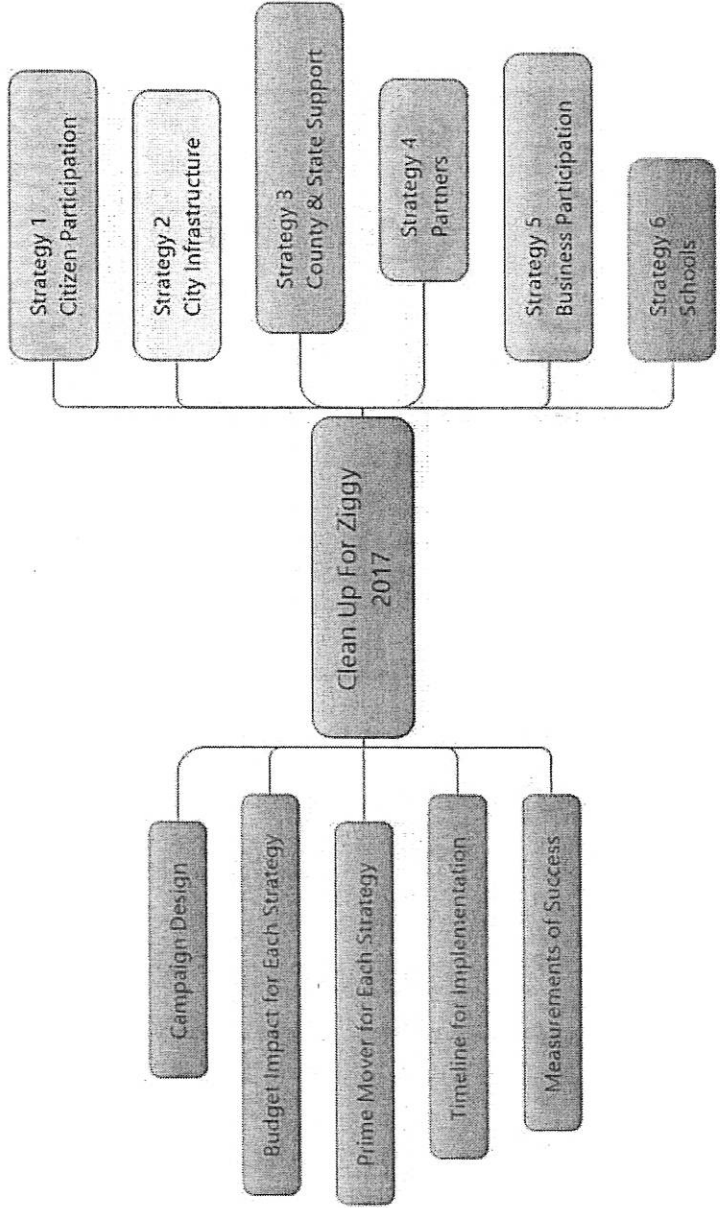 Campaign Design
Budget Impact for Each Strategy
Prime Mover for Each Strategy
Timeline for Implementation
Measurements of Success
Clean Up For Ziggy
2017
Strategy 1
Citizen Participation
Strategy 2
City Infrastructure
Strategy 3
County & State Support
Strategy 4
Partners
Strategy 5
Business Participation
Strategy 6
Schools